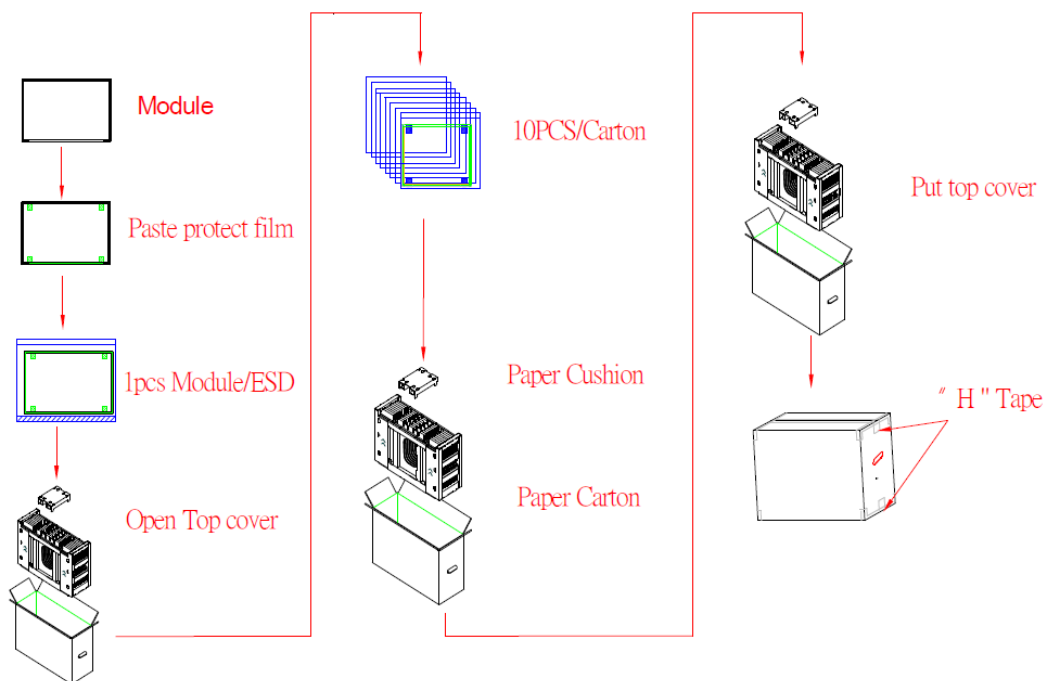 Module
Paste protect film
1pcs Module/ESD
Open Top cover
10PCS/Carton
Paper Cushion
Paper Carton
Put top cover
" H " Tape